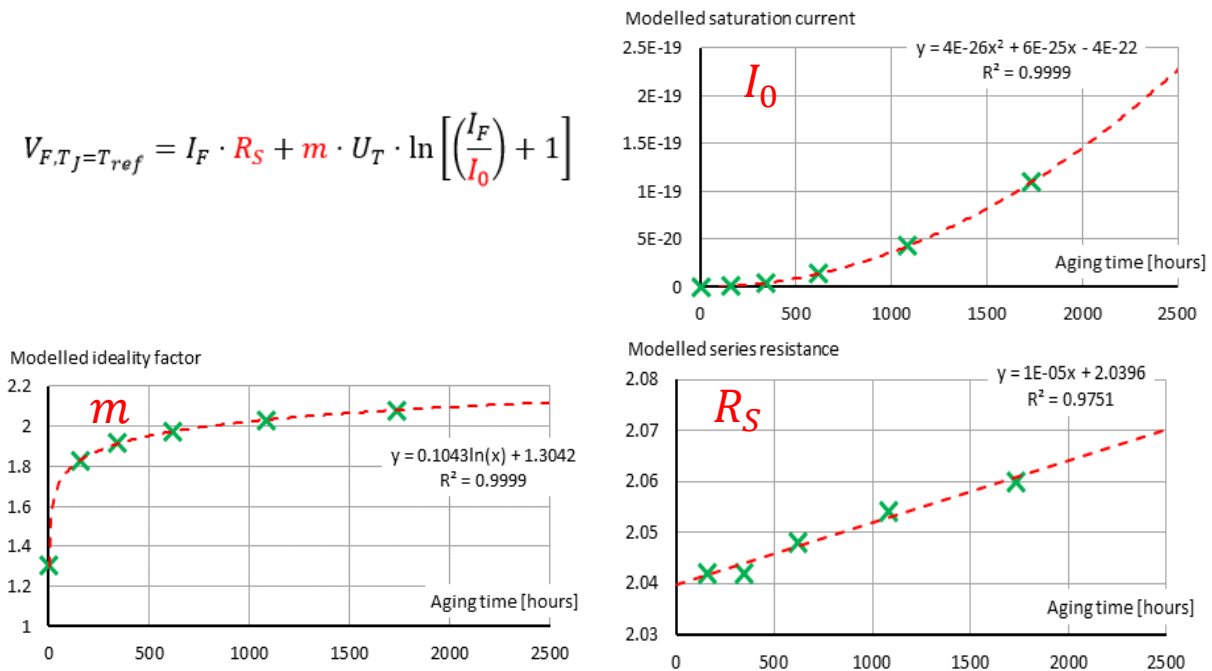 V_{F,T_J=T_{ref}} = I_F · R_S + m · U_T · ln[(I_F/I_0) + 1]
Modelled saturation current
2.5E-19
2E-19
1.5E-19
1E-19
5E-20
0
y = 4E-26x² + 6E-25x - 4E-22
R² = 0.9999
I₀
Aging time [hours]
0 500 1000 1500 2000 2500
Modelled ideality factor
2.2
2
1.8
1.6
1.4
1.2
1
m
y = 0.1043ln(x) + 1.3042
R² = 0.9999
Aging time [hours]
0 500 1000 1500 2000 2500
Modelled series resistance
2.08
2.07
2.06
2.05
2.04
2.03
y = 1E-05x + 2.0396
R² = 0.9751
R_S
Aging time [hours]
0 500 1000 1500 2000 2500